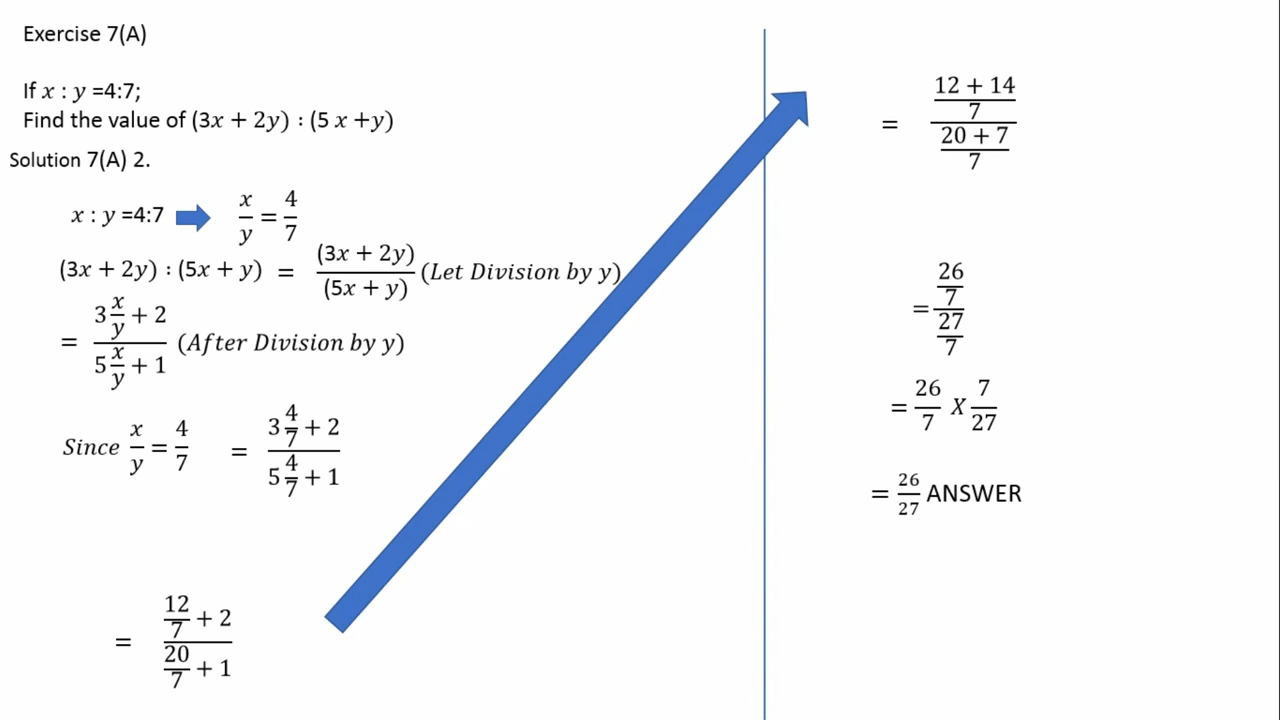 Exercise 7(A)
If x : y =4:7;
Find the value of (3x + 2y) : (5 x +y)
Solution 7(A) 2.
x : y =4:7 x/y = 4/7
(3x + 2y) : (5x + y) = (3x + 2y)/(5x + y) (Let Division by y)
= (3 x/y + 2)/(5 x/y + 1) (After Division by y)
Since x/y = 4/7 = (3 4/7 + 2)/(5 4/7 + 1)
= (12/7 + 2)/(20/7 + 1)
= ((12 + 14)/7)/((20 + 7)/7)
= (26/7)/(27/7)
= 26/7 X 7/27
= 26/27 ANSWER